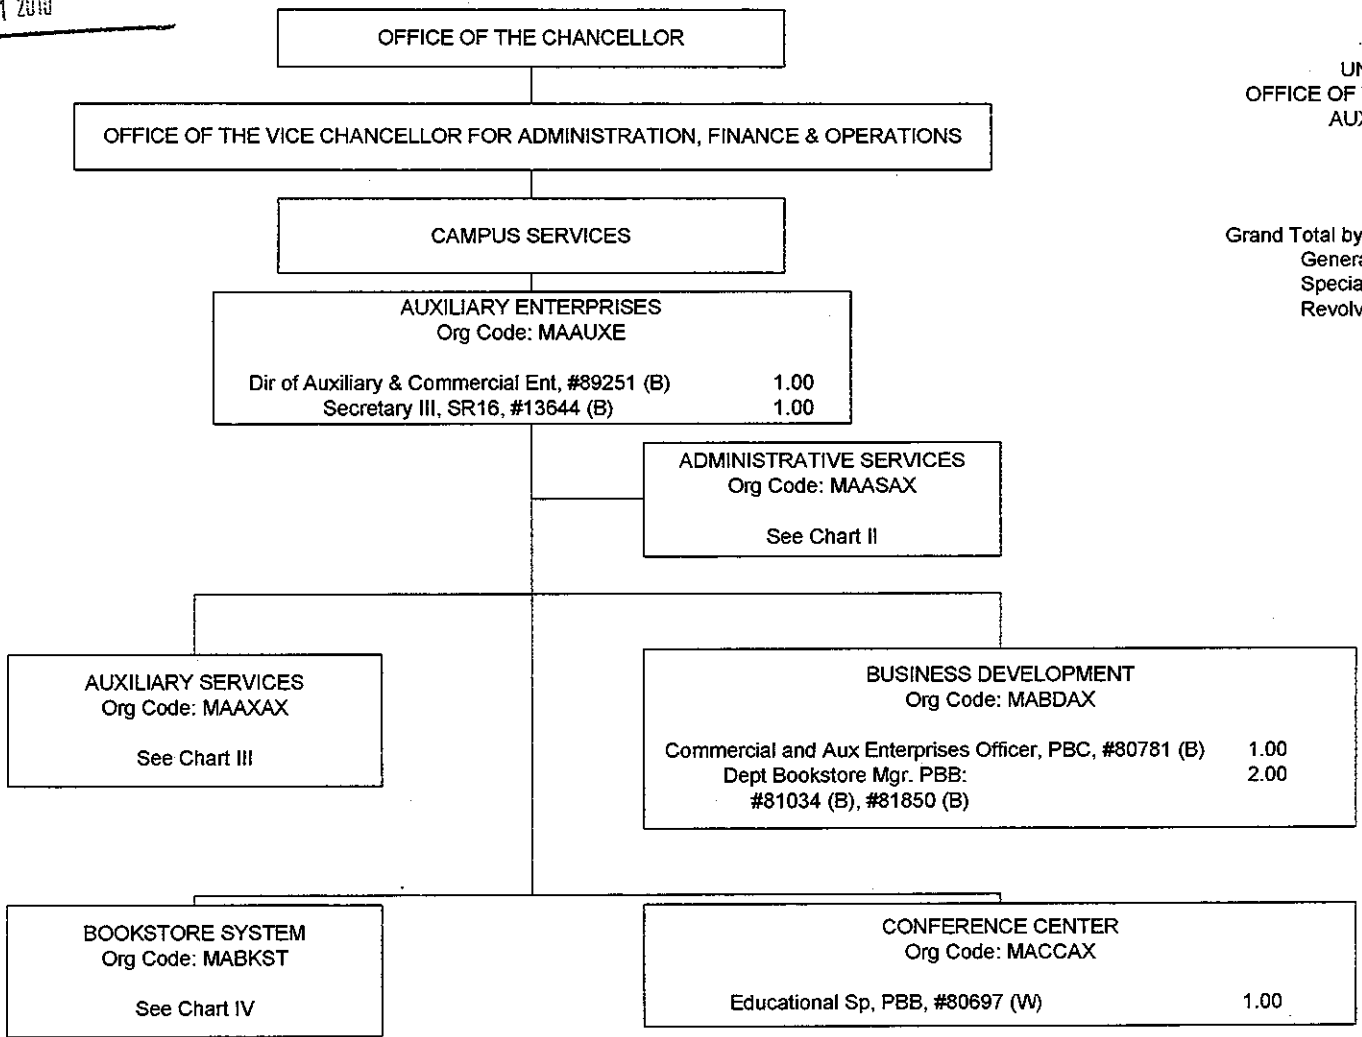 2010
OFFICE OF THE CHANCELLOR
OFFICE OF THE VICE CHANCELLOR FOR ADMINISTRATION, FINANCE & OPERATIONS
CAMPUS SERVICES
OFFICE OF
Grand Total by
AUXILIARY ENTERPRISES
Org Code: MAAUXE
Dir of Auxiliary & Commercial Ent, #89251 (B) 1.00
Secretary III, SR16, #13644 (B) 1.00
ADMINISTRATIVE SERVICES
Org Code: MAASAX
See Chart II
AUXILIARY SERVICES
Org Code: MAAXAX
See Chart III
BUSINESS DEVELOPMENT
Org Code: MABDAX
Commercial and Aux Enterprises Officer, PBC, #80781 (B) 1.00
Dept Bookstore Mgr. PBB: 2.00
#81034 (B), #81850 (B)
BOOKSTORE SYSTEM
Org Code: MABKST
See Chart IV
CONFERENCE CENTER
Org Code: MACCAX
Educational Sp, PBB, #80697 (W) 1.00